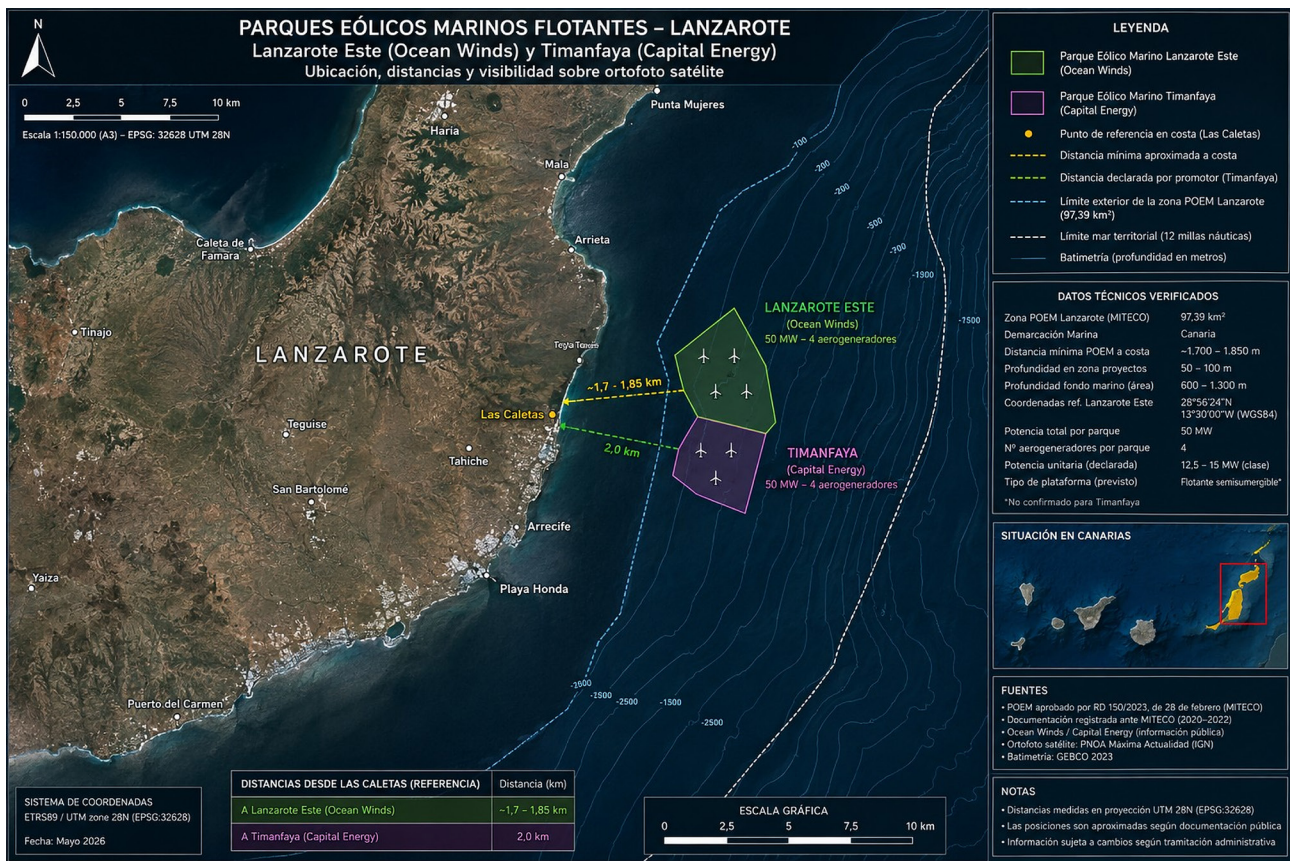 PARQUES EÓLICOS MARINOS FLOTANTES – LANZAROTE
Lanzarote Este (Ocean Winds) y Timanfaya (Capital Energy)
Ubicación, distancias y visibilidad sobre ortofoto satélite
N
0 2,5 5 7,5 10 km
Escala 1:150.000 (A3) – EPSG: 32628 UTM 28N
Punta Mujeres
Haría
Mala
Arrieta
Caleta de
Famara
Tinajo
LANZAROTE
Las Caletas
Teguise
Tahiche
San Bartolomé
Arrecife
Yaiza
Playa Honda
Puerto del Carmen
~1,7 - 1,85 km
2,0 km
LANZAROTE ESTE
(Ocean Winds)
50 MW – 4 aerogeneradores
TIMANFAYA
(Capital Energy)
50 MW – 4 aerogeneradores
-100
-200
-200
-500
-1500
-2500
-2500
-1500
-2500
LEYENDA
Parque Eólico Marino Lanzarote Este
(Ocean Winds)
Parque Eólico Marino Timanfaya
(Capital Energy)
Punto de referencia en costa (Las Caletas)
Distancia mínima aproximada a costa
Distancia declarada por promotor (Timanfaya)
Límite exterior de la zona POEM Lanzarote
(97,39 km²)
Límite mar territorial (12 millas náuticas)
Batimetría (profundidad en metros)
DATOS TÉCNICOS VERIFICADOS
Zona POEM Lanzarote (MITECO) 97,39 km²
Demarcación Marina Canaria
Distancia mínima POEM a costa ~1.700 – 1.850 m
Profundidad en zona proyectos 50 – 100 m
Profundidad fondo marino (área) 600 – 1.300 m
Coordenadas ref. Lanzarote Este 28°56'24"N
13°30'00"W (WGS84)
Potencia total por parque 50 MW
Nº aerogeneradores por parque 4
Potencia unitaria (declarada) 12,5 – 15 MW (clase)
Tipo de plataforma (previsto) Flotante semisumergible*
*No confirmado para Timanfaya
SITUACIÓN EN CANARIAS
FUENTES
• POEM aprobado por RD 150/2023, de 28 de febrero (MITECO)
• Documentación registrada ante MITECO (2020–2022)
• Ocean Winds / Capital Energy (información pública)
• Ortofoto satélite: PNOA Máxima Actualidad (IGN)
• Batimetría: GEBCO 2023
NOTAS
• Distancias medidas en proyección UTM 28N (EPSG:32628)
• Las posiciones son aproximadas según documentación pública
• Información sujeta a cambios según tramitación administrativa
SISTEMA DE COORDENADAS
ETRS89 / UTM zone 28N (EPSG:32628)
Fecha: Mayo 2026
DISTANCIAS DESDE LAS CALETAS (REFERENCIA) Distancia (km)
A Lanzarote Este (Ocean Winds) ~1,7 – 1,85 km
A Timanfaya (Capital Energy) 2,0 km
ESCALA GRÁFICA
0 2,5 5 7,5 10 km